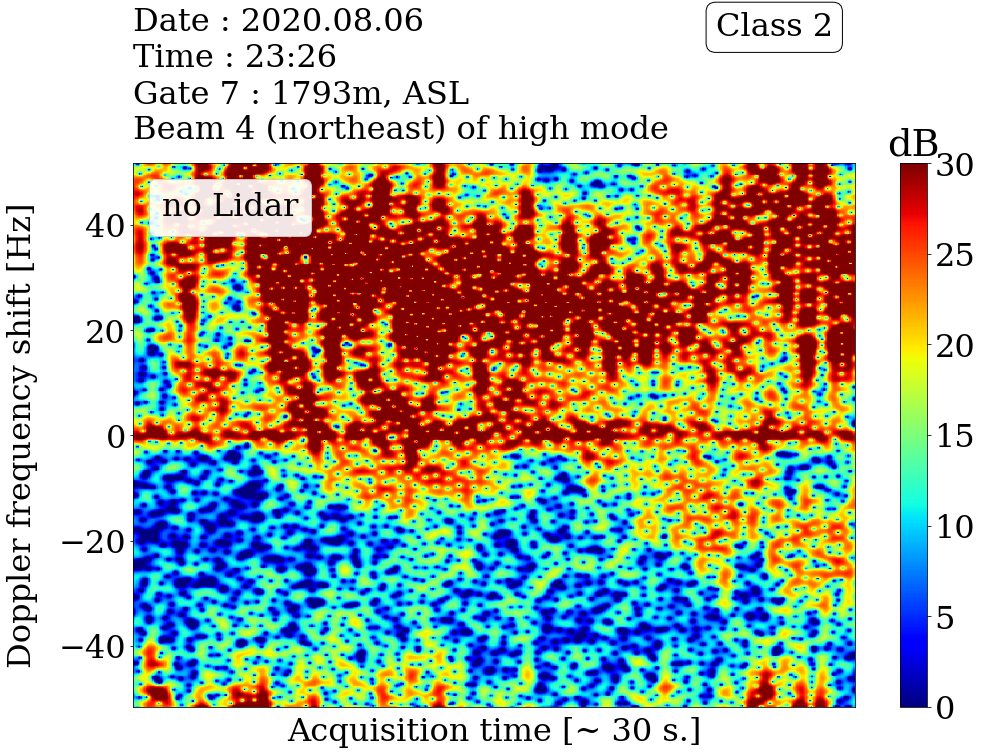 Date : 2020.08.06
Time : 23:26
Gate 7 : 1793m, ASL
Beam 4 (northeast) of high mode
Class 2
dB
no Lidar
Doppler frequency shift [Hz]
40
20
0
−20
−40
30
25
20
15
10
5
0
Acquisition time [~ 30 s.]